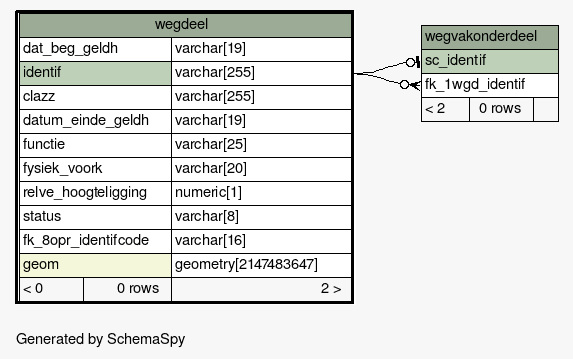 wegdeel
dat_beg_geldh varchar[19]
identif varchar[255]
clazz varchar[255]
datum_einde_geldh varchar[19]
functie varchar[25]
fysiek_voork varchar[20]
relve_hoogteligging numeric[1]
status varchar[8]
fk_8opr_identifcode varchar[16]
geom geometry[2147483647]
< 0 0 rows 2 >
wegvakonderdeel
sc_identif
fk_1wgd_identif
< 2 0 rows
Generated by SchemaSpy